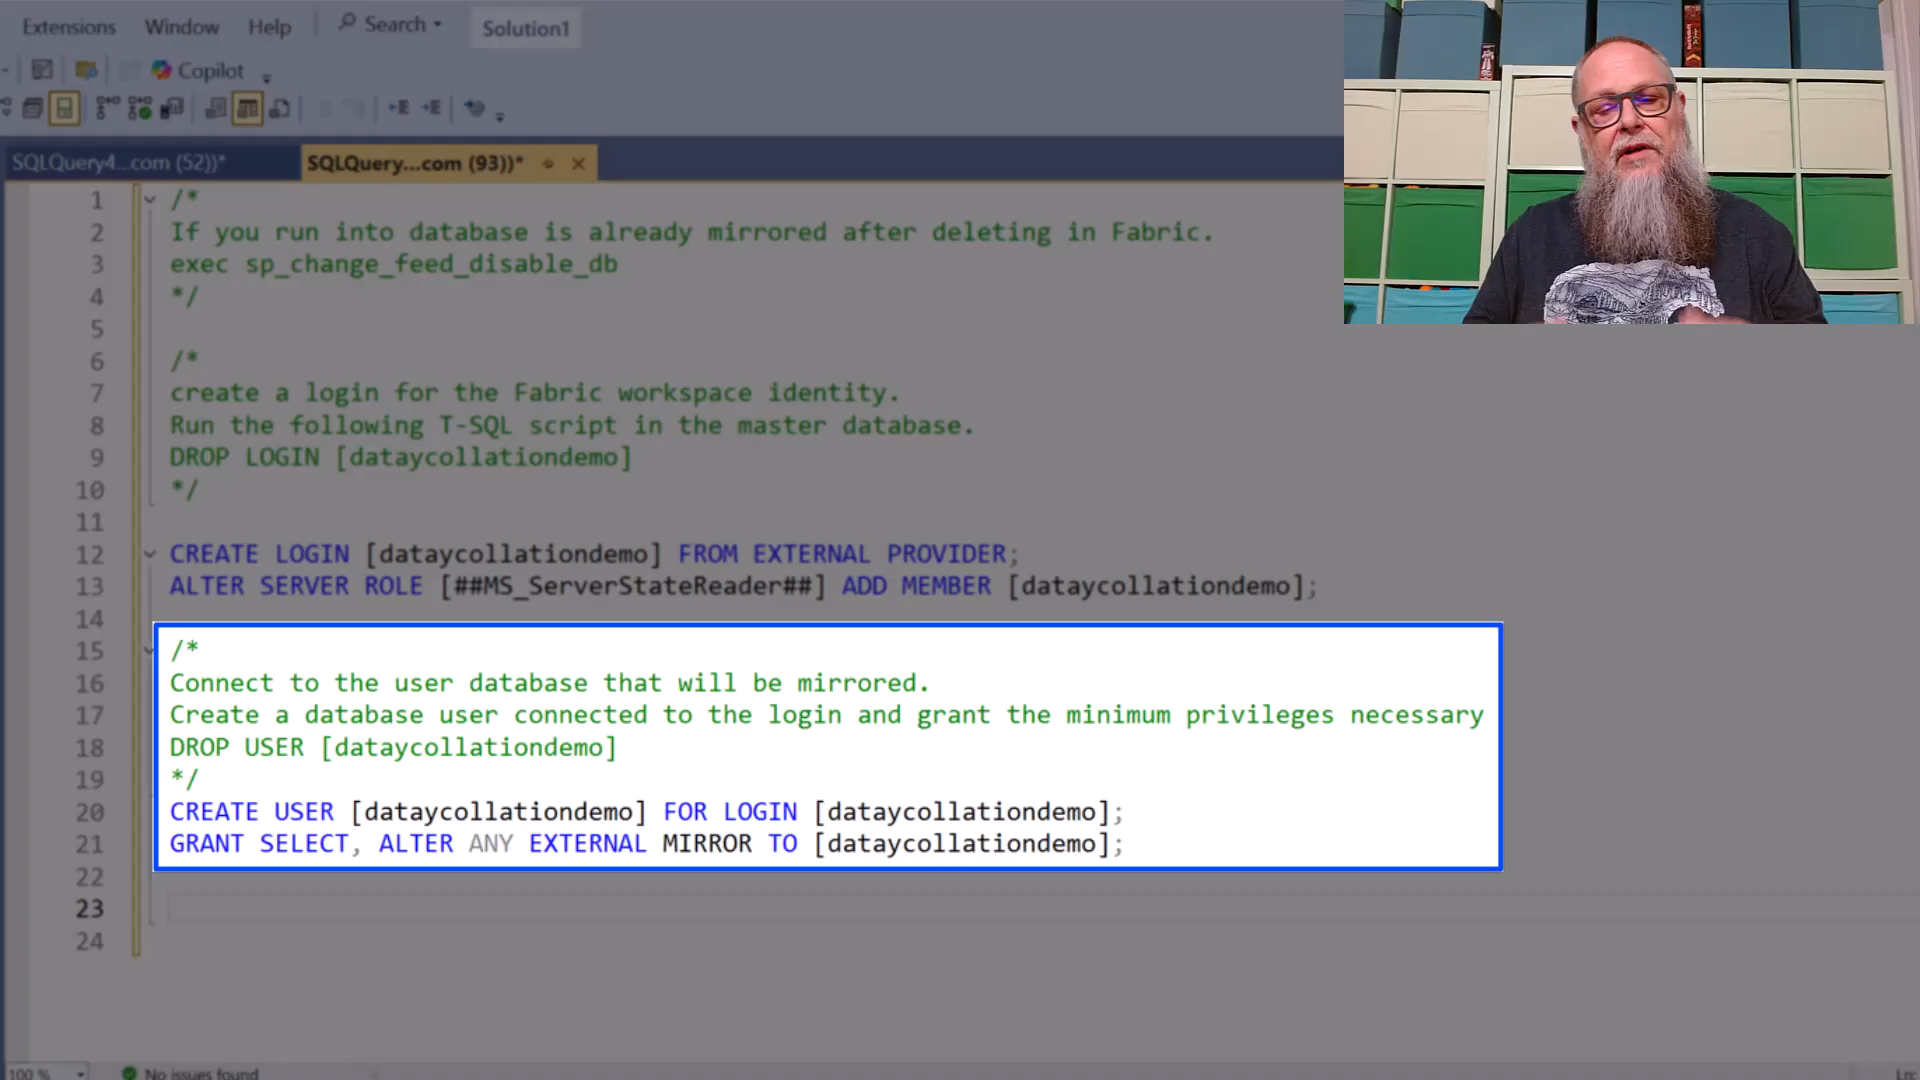 Extensions Window Help Search Solution1
Copilot
SQLQuery4...com (52))* SQLQuery...com (93))*
1 /*
2 If you run into database is already mirrored after deleting in Fabric.
3 exec sp_change_feed_disable_db
4 */
5
6 /*
7 create a login for the Fabric workspace identity.
8 Run the following T-SQL script in the master database.
9 DROP LOGIN [dataycollationdemo]
10 */
11
12 CREATE LOGIN [dataycollationdemo] FROM EXTERNAL PROVIDER;
13 ALTER SERVER ROLE [##MS_ServerStateReader##] ADD MEMBER [dataycollationdemo];
14
15 /*
16 Connect to the user database that will be mirrored.
17 Create a database user connected to the login and grant the minimum privileges necessary
18 DROP USER [dataycollationdemo]
19 */
20 CREATE USER [dataycollationdemo] FOR LOGIN [dataycollationdemo];
21 GRANT SELECT, ALTER ANY EXTERNAL MIRROR TO [dataycollationdemo];
22
23
24
100 % No issues found